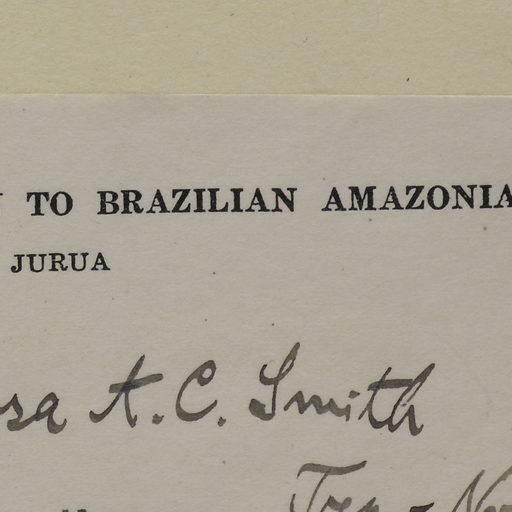 TO BRAZILIAN AMAZONIA
JURUA
A. C. Smith